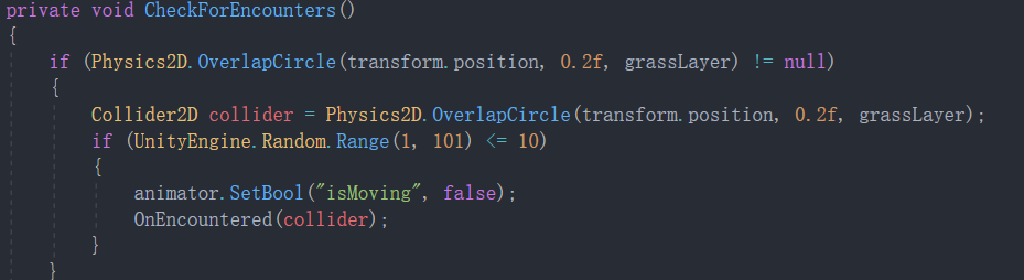 private void CheckForEncounters()
{
if (Physics2D.OverlapCircle(transform.position, 0.2f, grassLayer) != null)
{
Collider2D collider = Physics2D.OverlapCircle(transform.position, 0.2f, grassLayer);
if (UnityEngine.Random.Range(1, 101) <= 10)
{
animator.SetBool("isMoving", false);
OnEncountered(collider);
}
}